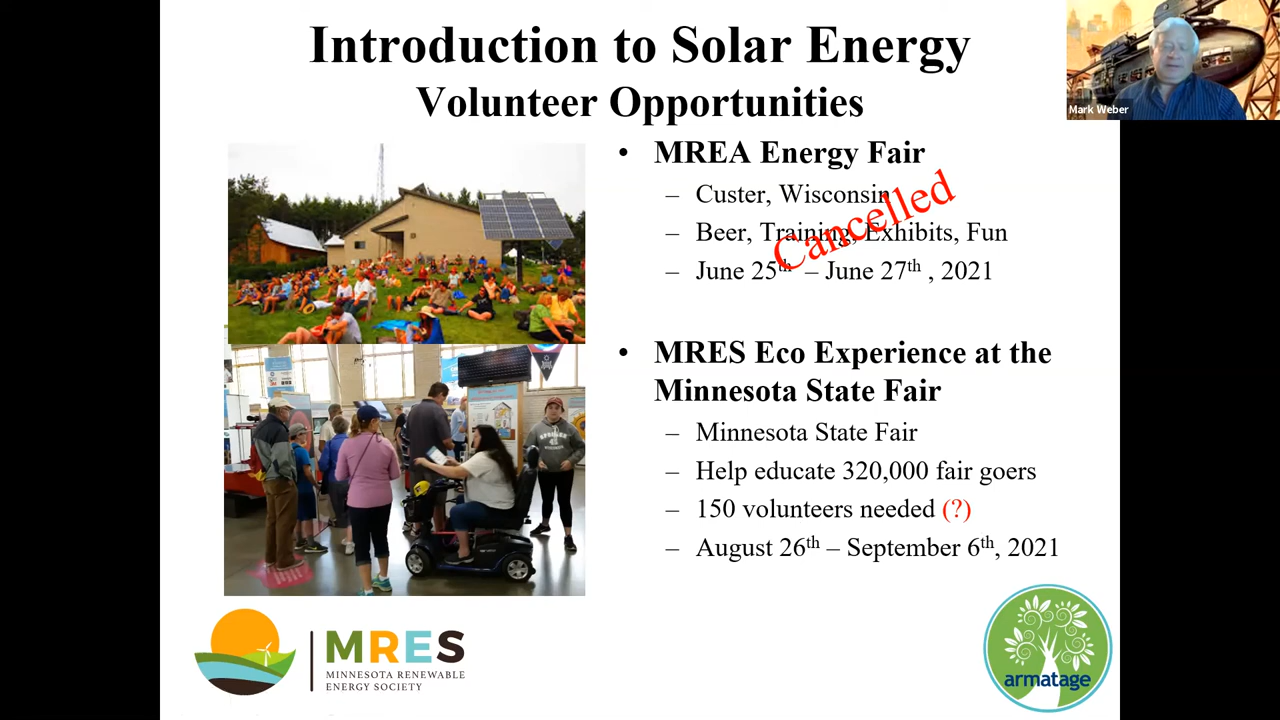 Introduction to Solar Energy
Volunteer Opportunities
Mark Weber
• MREA Energy Fair
– Custer, Wisconsin
– Beer, Training, Exhibits, Fun
– June 25th – June 27th , 2021
Cancelled
• MRES Eco Experience at the
Minnesota State Fair
– Minnesota State Fair
– Help educate 320,000 fair goers
– 150 volunteers needed (?)
– August 26th – September 6th, 2021
MRES
MINNESOTA RENEWABLE
ENERGY SOCIETY
armatage